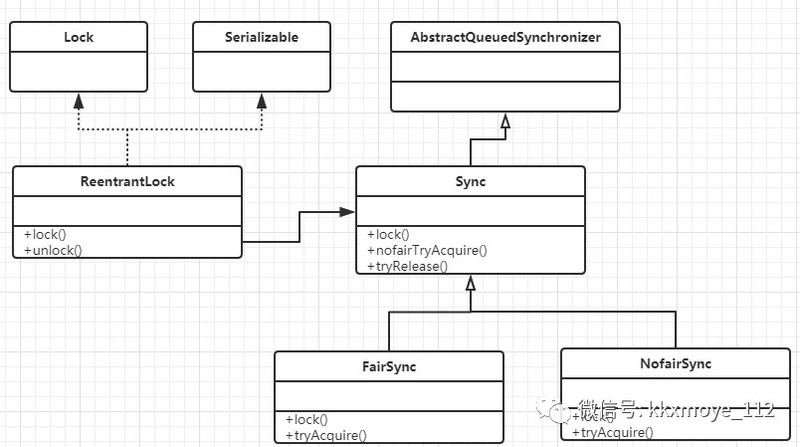 Lock
Serializable
AbstractQueuedSynchronizer
ReentrantLock
+lock()
+unlock()
Sync
+lock()
+nofairTryAcquire()
+tryRelease()
FairSync
+lock()
+tryAcquire()
NofairSync
+lock()
+tryAcquire()
微信号: kkxmoye_112